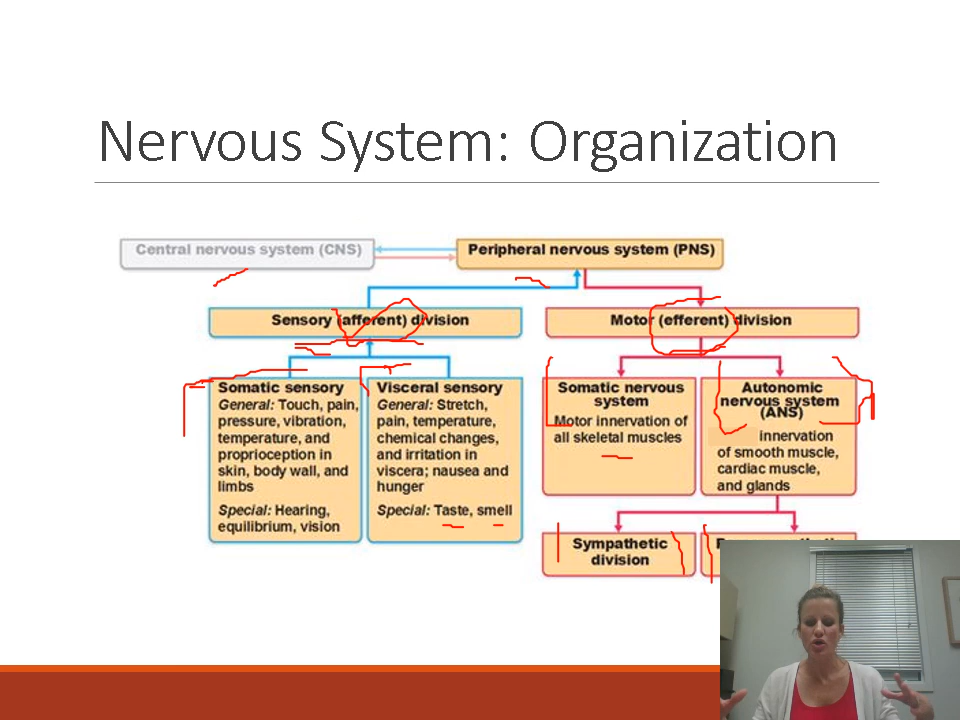 Nervous System: Organization
Central nervous system (CNS)
Peripheral nervous system (PNS)
Sensory (afferent) division
Motor (efferent) division
Somatic sensory
General: Touch, pain,
pressure, vibration,
temperature, and
proprioception in
skin, body wall, and
limbs
Special: Hearing,
equilibrium, vision
Visceral sensory
General: Stretch,
pain, temperature,
chemical changes,
and irritation in
viscera; nausea and
hunger
Special: Taste, smell
Somatic nervous
system
Motor innervation of
all skeletal muscles
Autonomic
nervous system
(ANS)
innervation
of smooth muscle,
cardiac muscle,
and glands
Sympathetic
division